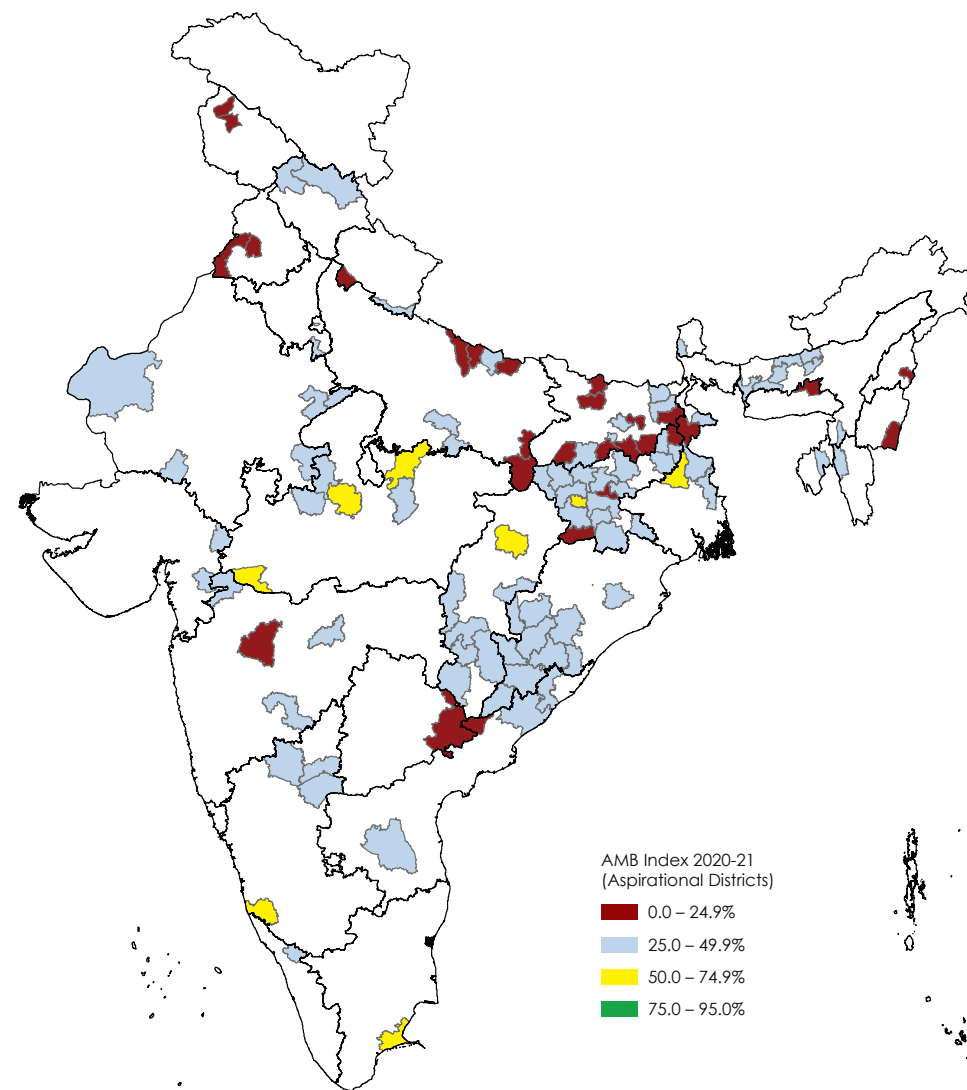 AMB Index 2020-21
(Aspirational Districts)
0.0 – 24.9%
25.0 – 49.9%
50.0 – 74.9%
75.0 – 95.0%